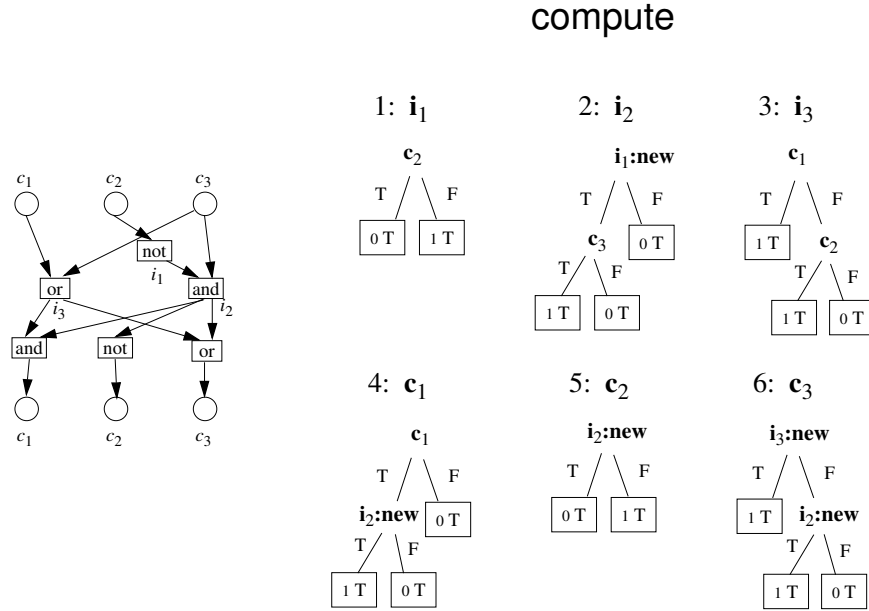 compute
c1 c2 c3
not
i1
or and
i3 i2
and not or
c1 c2 c3
1: i1
c2
T F
0 T 1 T
2: i2
i1:new
T F
c3 0 T
T F
1 T 0 T
3: i3
c1
T F
1 T c2
T F
1 T 0 T
4: c1
c1
T F
i2:new 0 T
T F
1 T 0 T
5: c2
i2:new
T F
0 T 1 T
6: c3
i3:new
T F
1 T i2:new
T F
1 T 0 T